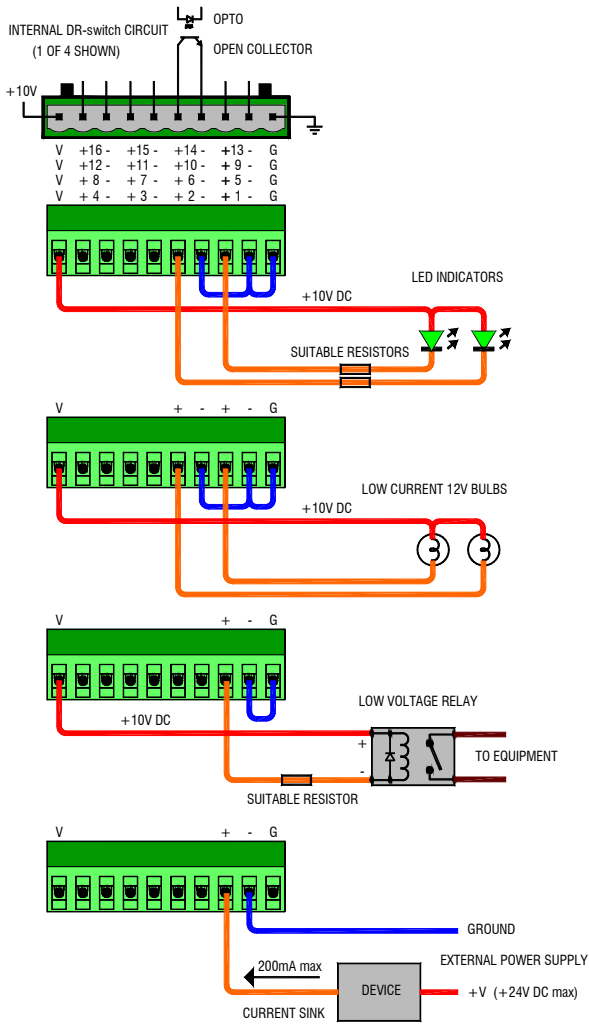 OPTO
INTERNAL DR-switch CIRCUIT
(1 OF 4 SHOWN)
OPEN COLLECTOR
+10V
V +16 - +15 - +14 - +13 - G
V +12 - +11 - +10 - + 9 - G
V + 8 - + 7 - + 6 - + 5 - G
V + 4 - + 3 - + 2 - + 1 - G
LED INDICATORS
+10V DC
SUITABLE RESISTORS
V + - + - G
LOW CURRENT 12V BULBS
+10V DC
V + - G
LOW VOLTAGE RELAY
+10V DC
+
TO EQUIPMENT
-
SUITABLE RESISTOR
V + - G
GROUND
EXTERNAL POWER SUPPLY
200mA max
DEVICE
+V (+24V DC max)
CURRENT SINK